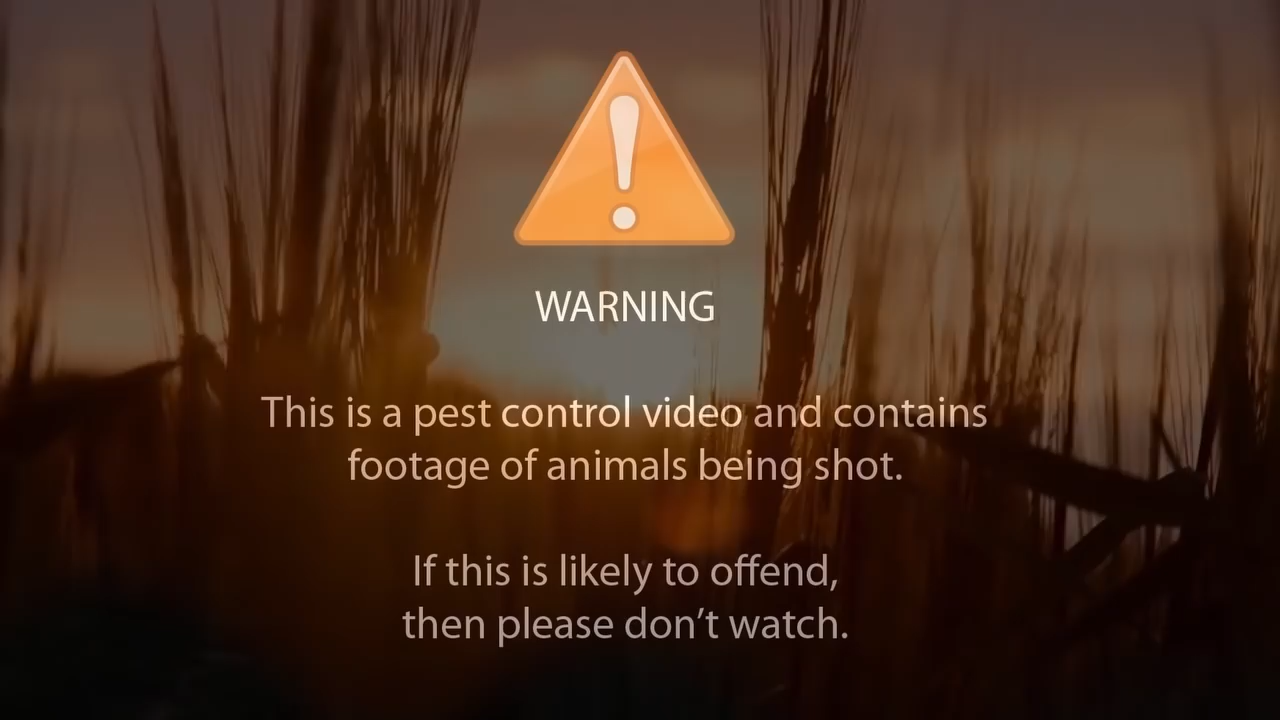 WARNING
This is a pest control video and contains
footage of animals being shot.
If this is likely to offend,
then please don’t watch.